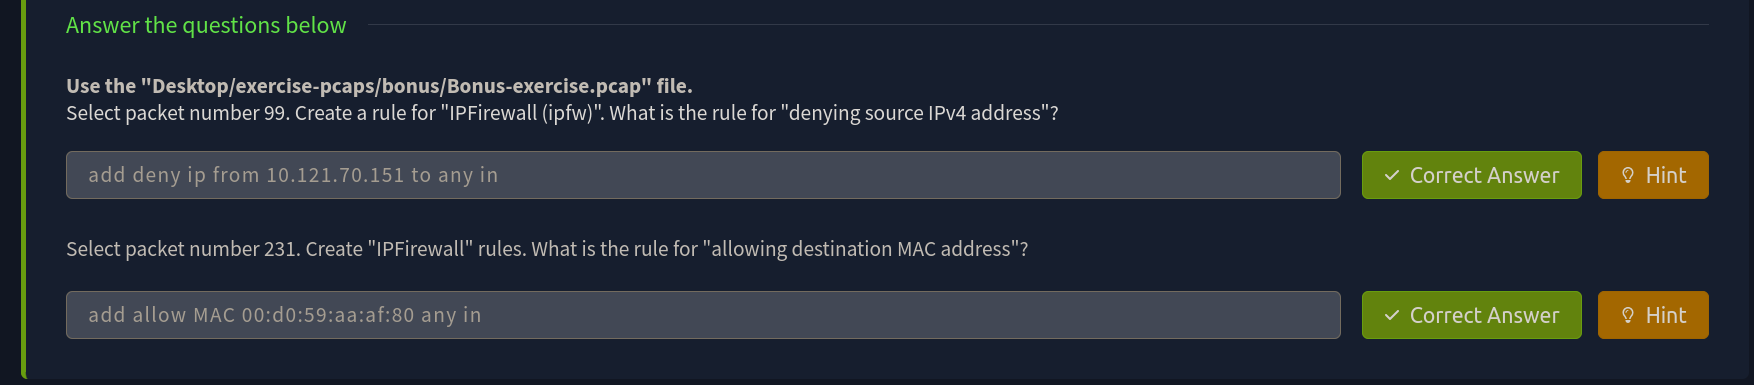 Answer the questions below
Use the "Desktop/exercise-pcaps/bonus/Bonus-exercise.pcap" file.
Select packet number 99. Create a rule for "IPFirewall (ipfw)". What is the rule for "denying source IPv4 address"?
add deny ip from 10.121.70.151 to any in
Correct Answer
Hint
Select packet number 231. Create "IPFirewall" rules. What is the rule for "allowing destination MAC address"?
add allow MAC 00:d0:59:aa:af:80 any in
Correct Answer
Hint